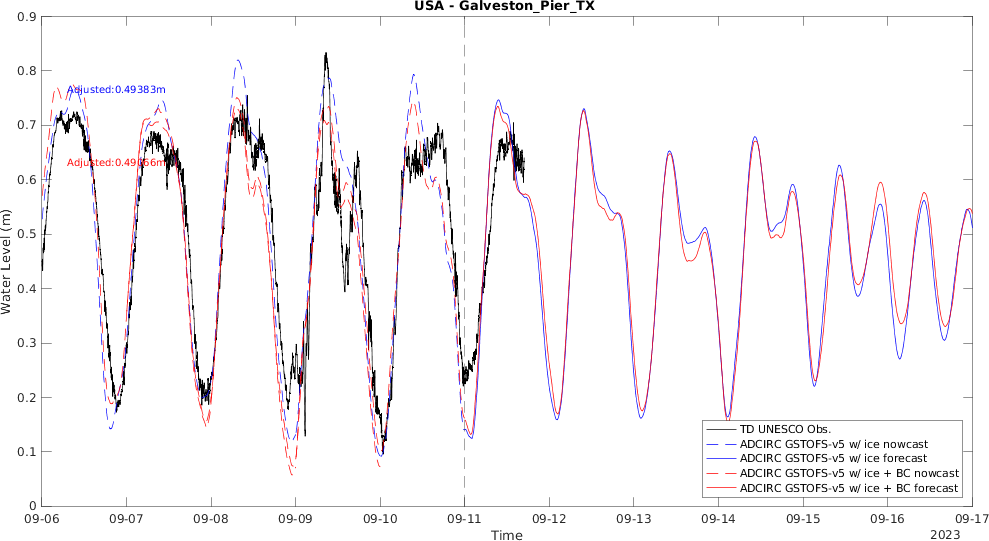 USA - Galveston_Pier_TX
0.9
0.8
0.7
0.6
0.5
0.4
0.3
0.2
0.1
0
Water Level (m)
Adjusted:0.49383m
TD UNESCO Obs.
ADCIRC GSTOFS-v5 w/ ice nowcast
ADCIRC GSTOFS-v5 w/ ice forecast
ADCIRC GSTOFS-v5 w/ ice + BC nowcast
ADCIRC GSTOFS-v5 w/ ice + BC forecast
09-06 09-07 09-08 09-09 09-10 09-11 09-12 09-13 09-14 09-15 09-16 09-17
Time
2023